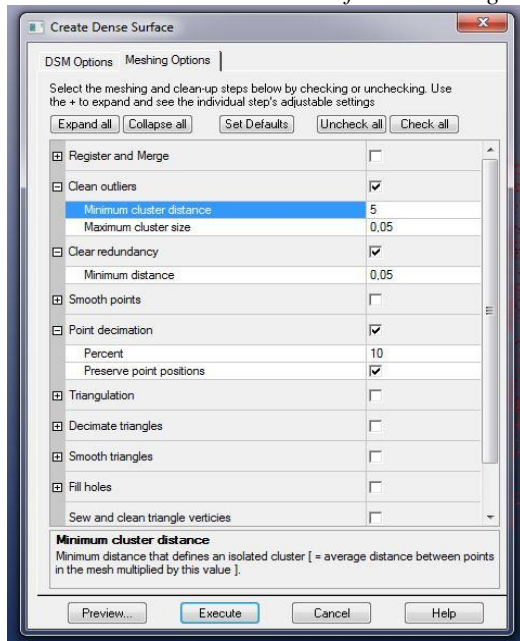 Create Dense Surface
DSM Options Meshing Options
Select the meshing and clean-up steps below by checking or unchecking. Use
the + to expand and see the individual step's adjustable settings
Expand all Collapse all Set Defaults Uncheck all Check all
Register and Merge
Clean outliers
Minimum cluster distance 5
Maximum cluster size 0,05
Clear redundancy
Minimum distance 0,05
Smooth points
Point decimation
Percent 10
Preserve point positions
Triangulation
Decimate triangles
Smooth triangles
Fill holes
Sew and clean triangle verticies
Minimum cluster distance
Minimum distance that defines an isolated cluster [ = average distance between points
in the mesh multiplied by this value ].
Preview... Execute Cancel Help